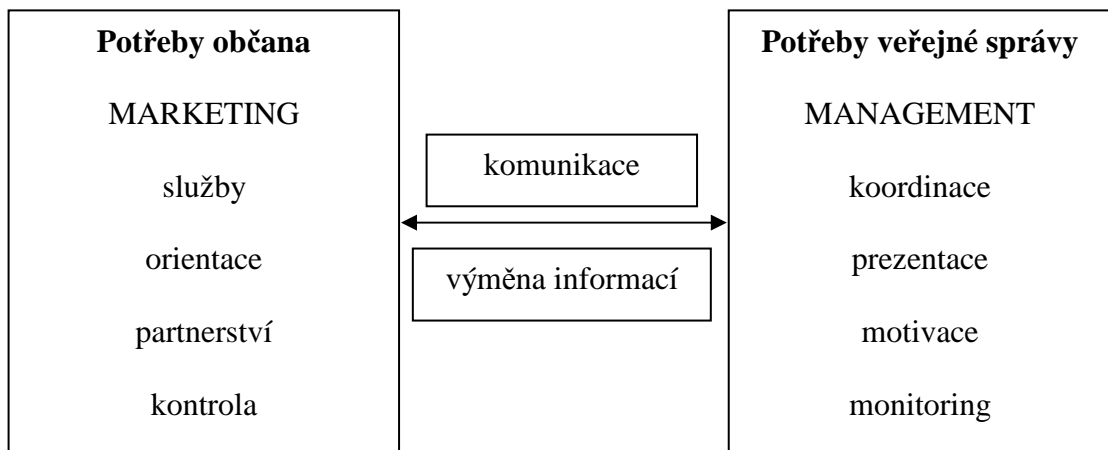 Potřeby občana
MARKETING
služby
orientace
partnerství
kontrola
komunikace
výměna informací
Potřeby veřejné správy
MANAGEMENT
koordinace
prezentace
motivace
monitoring